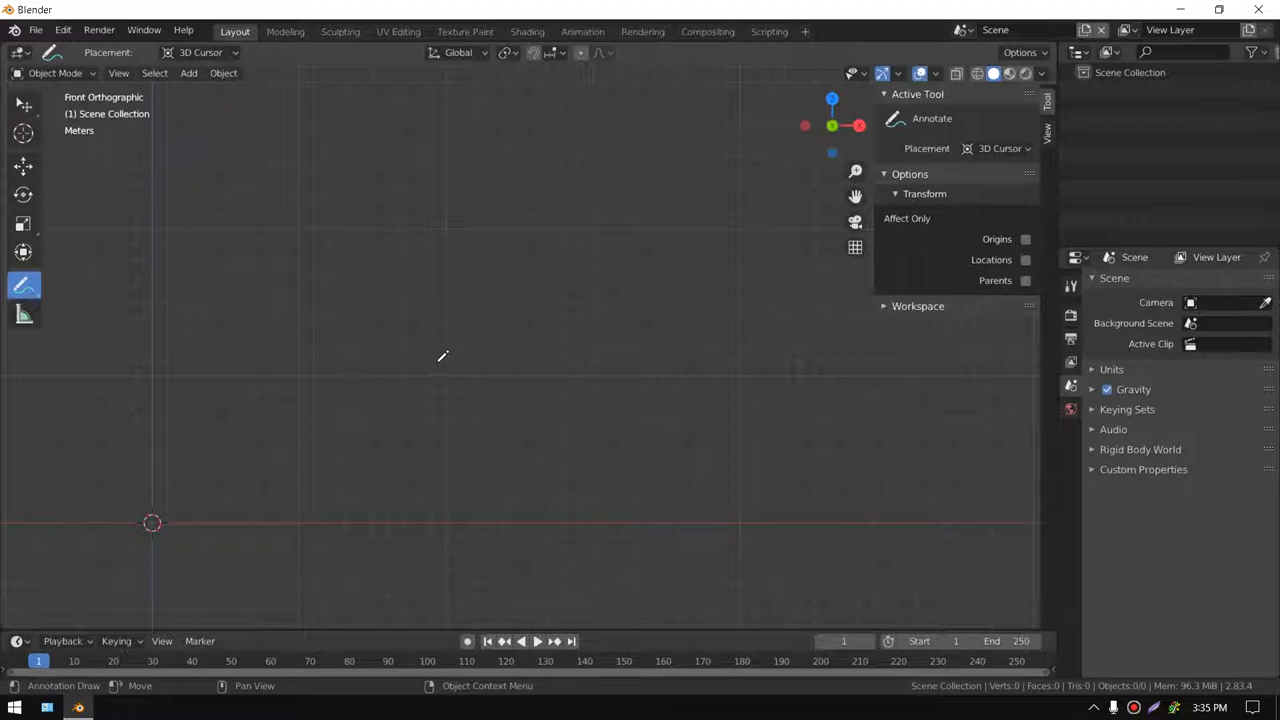 Blender
File Edit Render Window Help Layout Modeling Sculpting UV Editing Texture Paint Shading Animation Rendering Compositing Scripting + Scene View Layer
Placement: 3D Cursor Global Options
Object Mode View Select Add Object Scene Collection
Front Orthographic
(1) Scene Collection
Meters
Z
Y
X
Active Tool
Annotate
Placement 3D Cursor
Options
Transform
Affect Only
Origins
Locations
Parents
Workspace
Tool
View
Scene View Layer
Scene
Camera
Background Scene
Active Clip
Units
Gravity
Keying Sets
Audio
Rigid Body World
Custom Properties
Playback Keying View Marker 1 Start 1 End 250
1 10 20 30 40 50 60 70 80 90 100 110 120 130 140 150 160 170 180 190 200 210 220 230 240 250
Annotation Draw Move Pan View Object Context Menu Scene Collection | Verts:0 | Faces:0 | Tris:0 | Objects:0/0 | Mem: 96.3 MiB | 2.83.4
3:35 PM